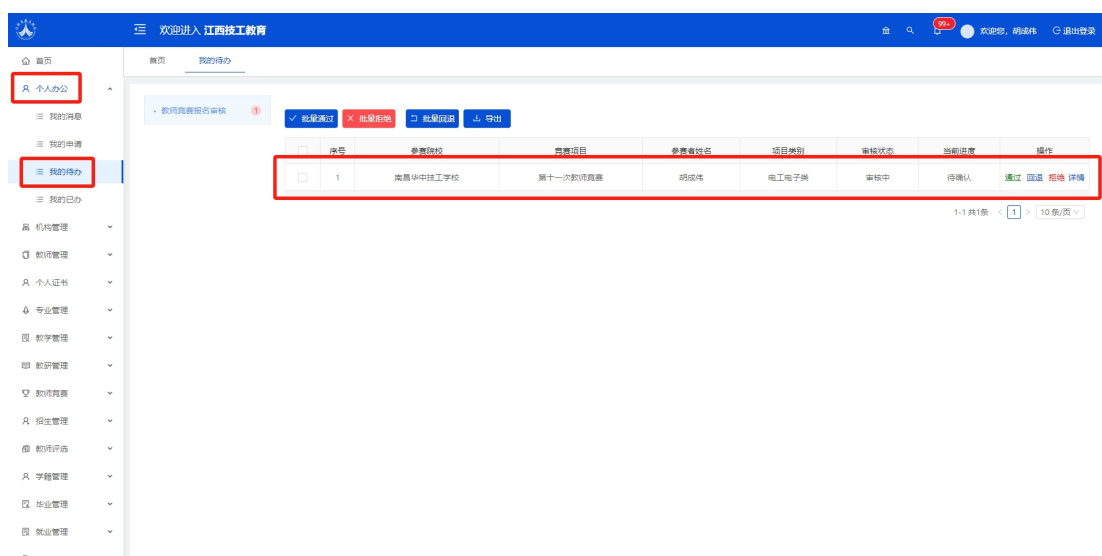 欢迎进入 江西技工教育
99+
欢迎您，胡成伟 退出登录
首页
个人办公
我的消息
我的申请
我的待办
我的已办
机构管理
教师管理
个人证书
专业管理
教学管理
教研管理
教师竞赛
招生管理
教师评选
学籍管理
毕业管理
就业管理
首页 我的待办
教师竞赛报名审核 1
批量通过 批量拒绝 批量回退 导出
序号 参赛院校 竞赛项目 参赛者姓名 项目类别 审核状态 当前进度 操作
1 南昌华中技工学校 第十一次教师竞赛 胡成伟 电工电子类 审核中 待确认 通过 回退 拒绝 详情
1-1 共1条 < 1 > 10 条/页